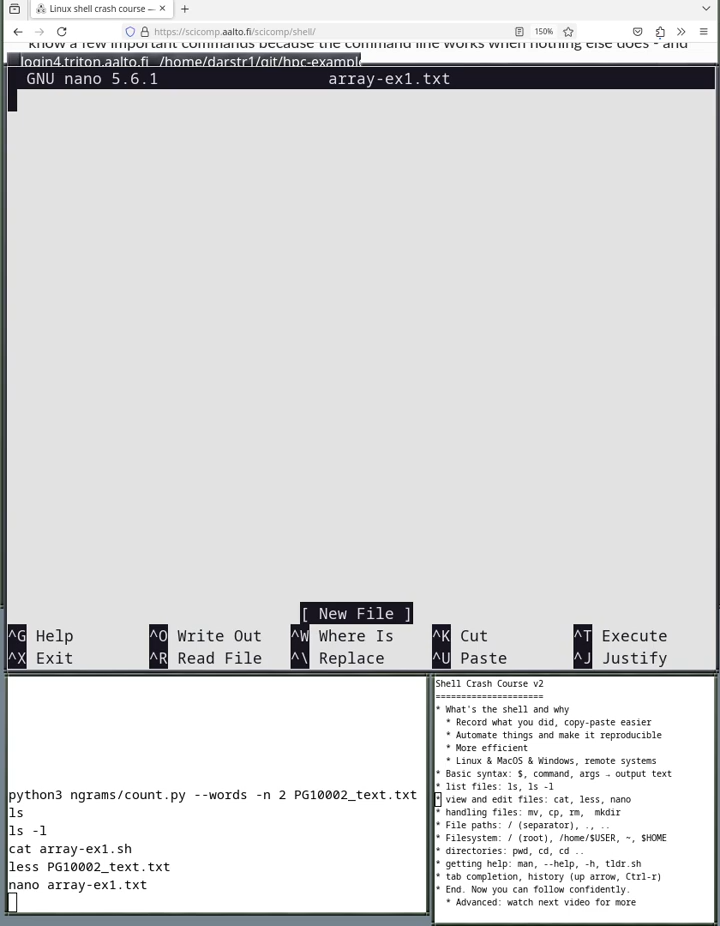 Linux shell crash course —
https://scicomp.aalto.fi/scicomp/shell/
150%
know a few important commands because the command line works when nothing else does - and
login4.triton.aalto.fi /home/darstr1/git/hpc-example
GNU nano 5.6.1 array-ex1.txt
[ New File ]
^G Help ^O Write Out ^W Where Is ^K Cut ^T Execute
^X Exit ^R Read File ^\ Replace ^U Paste ^J Justify
python3 ngrams/count.py --words -n 2 PG10002_text.txt
ls
ls -l
cat array-ex1.sh
less PG10002_text.txt
nano array-ex1.txt
Shell Crash Course v2
=====================
* What's the shell and why
* Record what you did, copy-paste easier
* Automate things and make it reproducible
* More efficient
* Linux & MacOS & Windows, remote systems
* Basic syntax: $, command, args → output text
* list files: ls, ls -l
* view and edit files: cat, less, nano
* handling files: mv, cp, rm,  mkdir
* File paths: / (separator), ., ..
* Filesystem: / (root), /home/$USER, ~, $HOME
* directories: pwd, cd, cd ..
* getting help: man, --help, -h, tldr.sh
* tab completion, history (up arrow, Ctrl-r)
* End. Now you can follow confidently.
* Advanced: watch next video for more